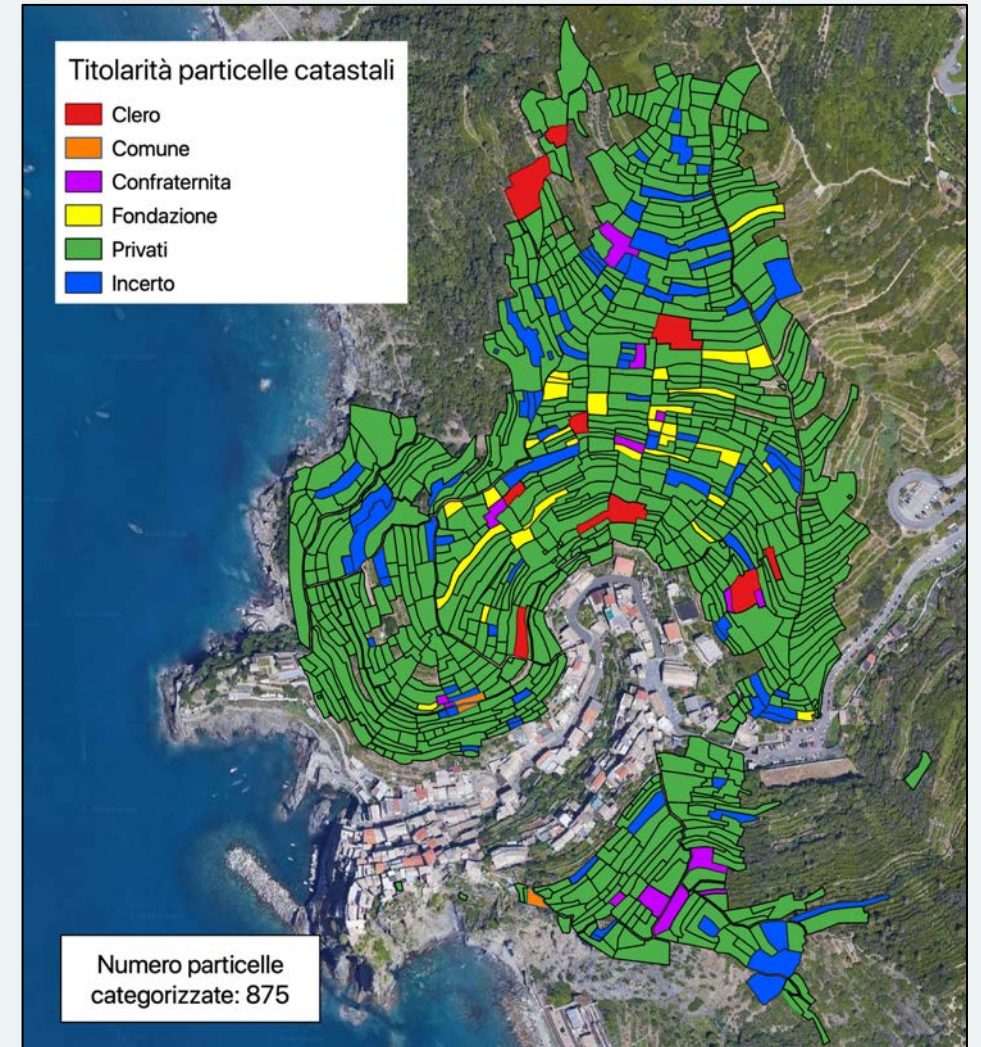 Titolarità particelle catastali
Clero
Comune
Confraternita
Fondazione
Privati
Incerto
Numero particelle
categorizzate: 875